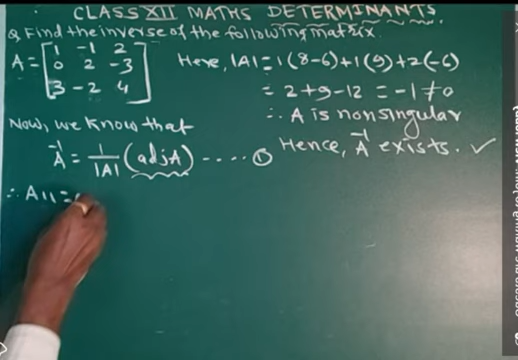 CLASS XII MATHS DETERMINANTS
Q Find the inverse of the following matrix.
A = [1 -1 2
0 2 -3
3 -2 4]
Here, |A| = 1(8-6)+1(9)+2(-6)
= 2+9-12 = -1 ≠ 0
∴ A is nonsingular
Hence, A⁻¹ exists. ✓
Now, we know that
A⁻¹ = 1/|A| (adjA) ..... ①
∴ A11 =